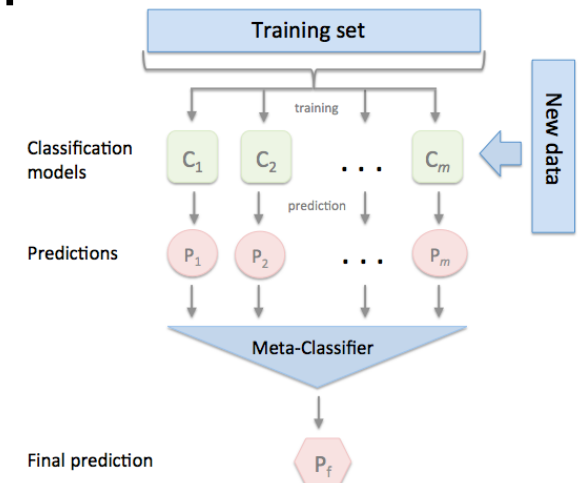 Training set
training
New data
Classification
models
C1 C2 . . . Cm
prediction
Predictions
P1 P2 . . . Pm
Meta-Classifier
Final prediction
Pf